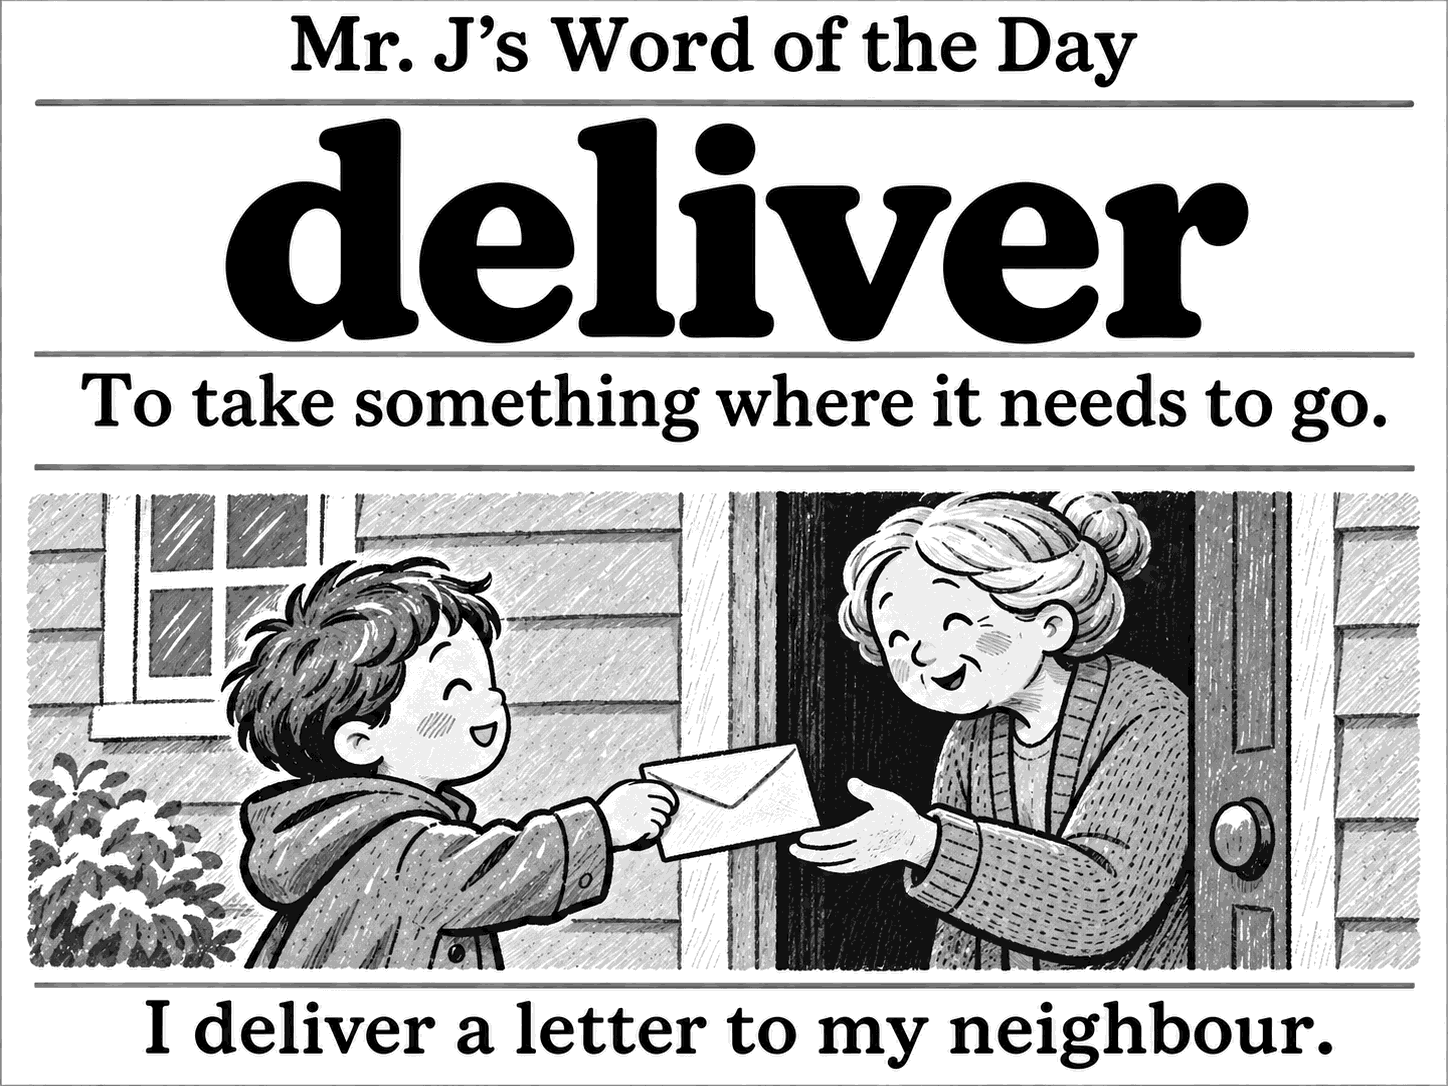 Mr. J’s Word of the Day
deliver
To take something where it needs to go.
I deliver a letter to my neighbour.